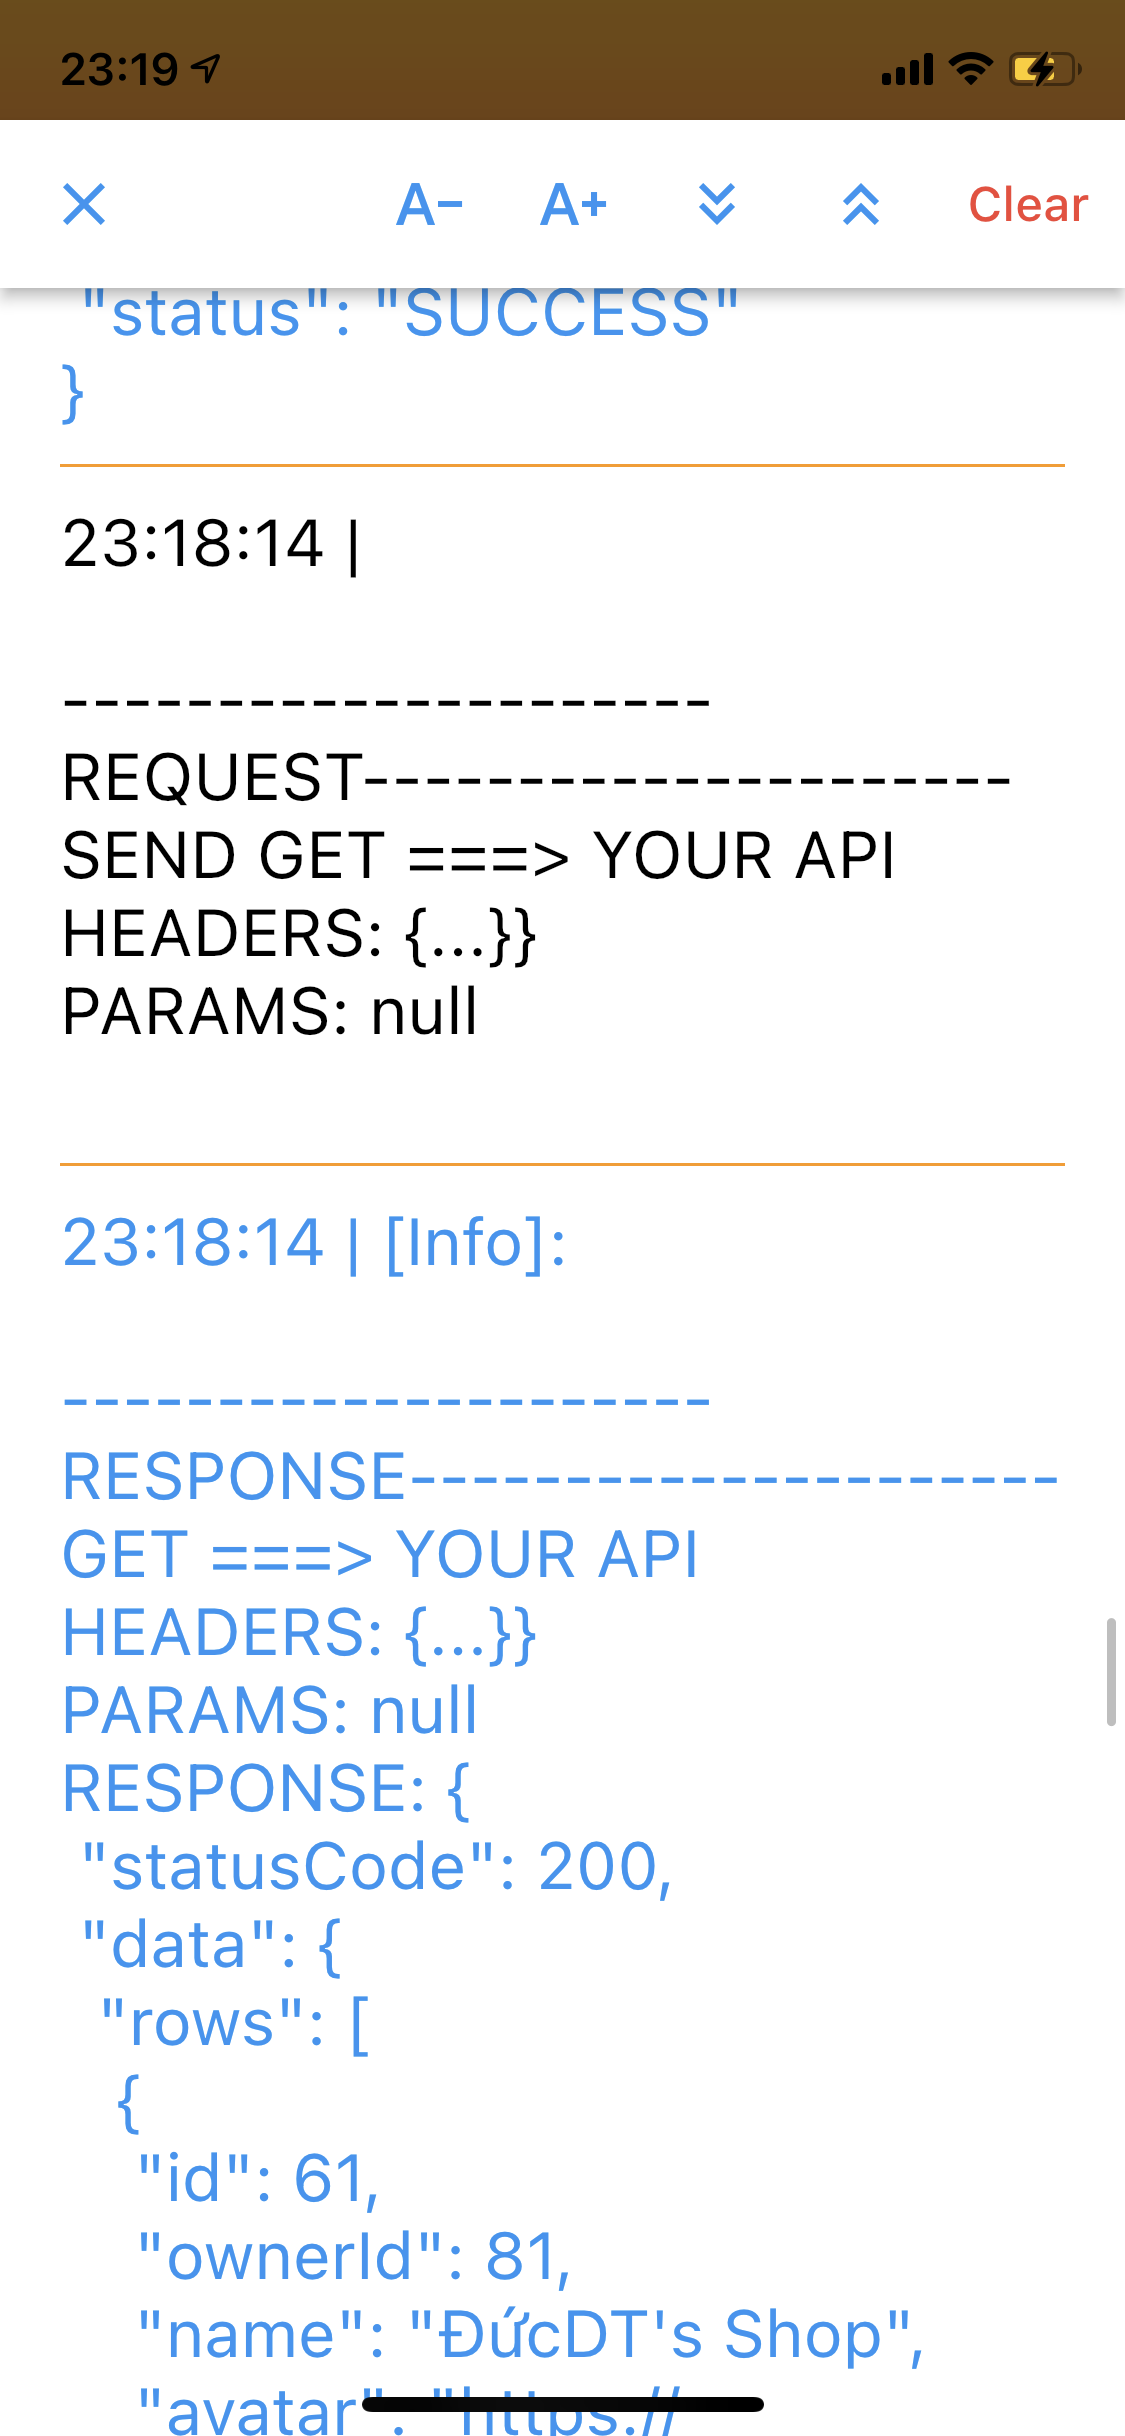 23:19
A- A+ Clear
"status": "SUCCESS"
}
23:18:14 |
---------------------
REQUEST---------------------
SEND GET ===> YOUR API
HEADERS: {...}}
PARAMS: null
23:18:14 | [Info]:
---------------------
RESPONSE---------------------
GET ===> YOUR API
HEADERS: {...}}
PARAMS: null
RESPONSE: {
"statusCode": 200,
"data": {
"rows": [
{
"id": 61,
"ownerId": 81,
"name": "ĐứcDT's Shop",
"avatar": "https://